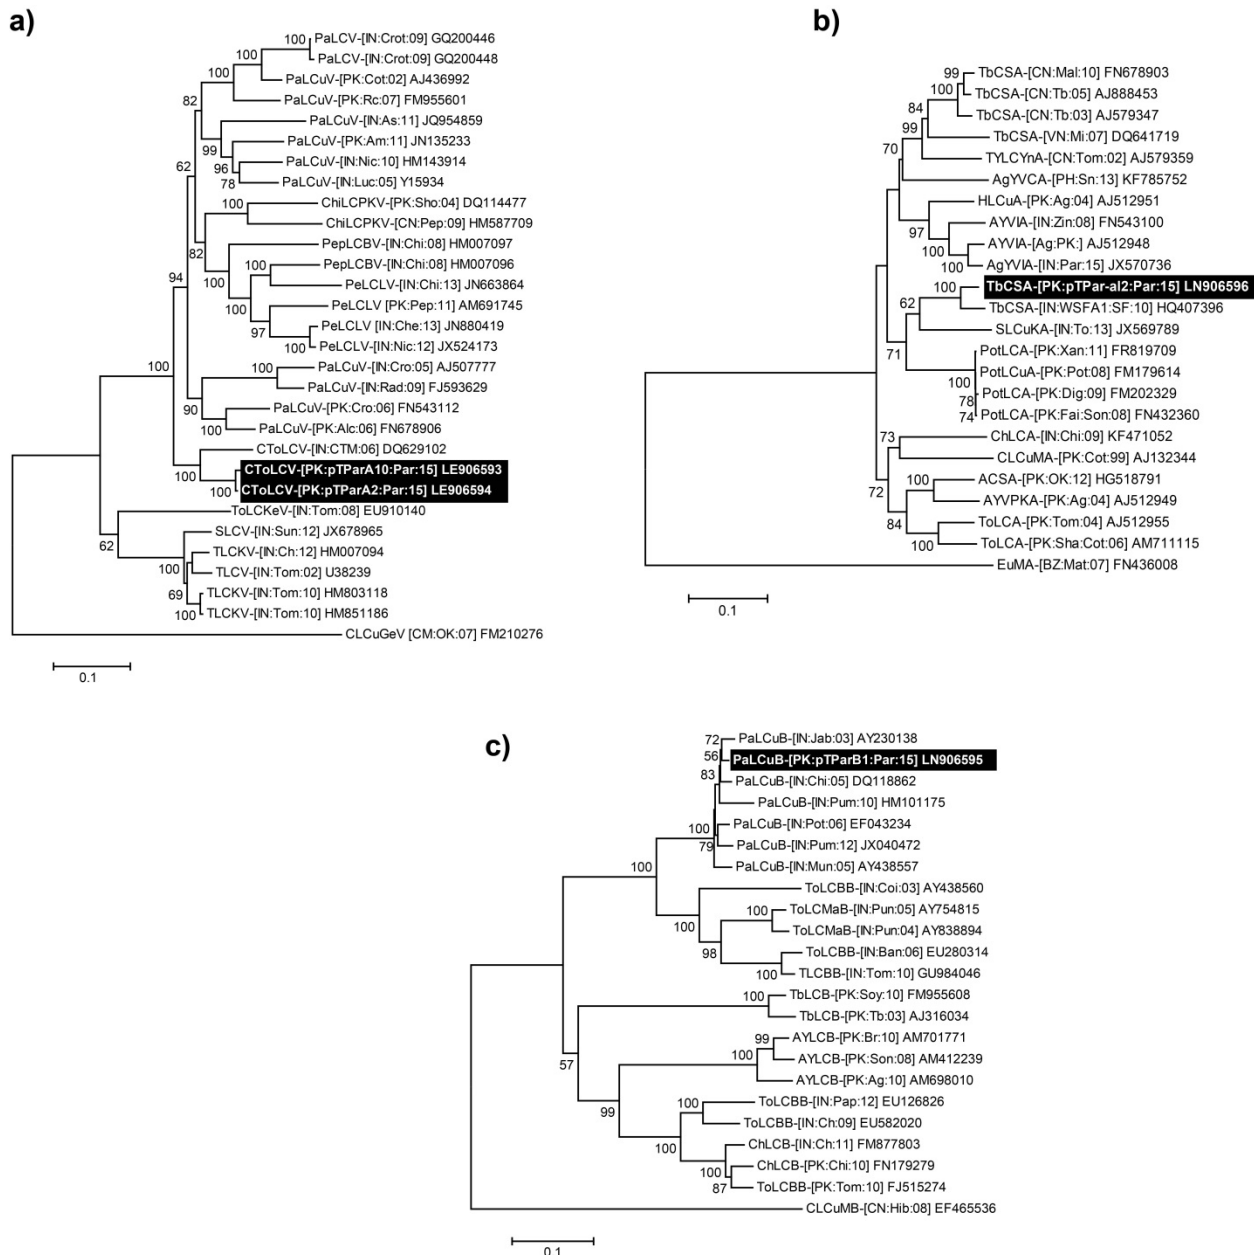 a)
100
PaLCV-[IN:Crot:09] GQ200446
100
PaLCV-[IN:Crot:09] GQ200448
100
PaLCuV-[PK:Cot:02] AJ436992
82
PaLCuV-[PK:Rc:07] FM955601
PaLCuV-[IN:As:11] JQ954859
PaLCuV-[PK:Am:11] JN135233
99
62
PaLCuV-[IN:Nic:10] HM143914
96
78
PaLCuV-[IN:Luc:05] Y15934
100
ChiLCPKV-[PK:Sho:04] DQ114477
ChiLCPKV-[CN:Pep:09] HM587709
82
PepLCBV-[IN:Chi:08] HM007097
100
PepLCBV-[IN:Chi:08] HM007096
94
100
PeLCLV-[IN:Chi:13] JN663864
100
PeLCLV [PK:Pep:11] AM691745
97
PeLCLV [IN:Che:13] JN880419
100
PeLCLV-[IN:Nic:12] JX524173
100
100
PaLCuV-[IN:Cro:05] AJ507777
PaLCuV-[IN:Rad:09] FJ593629
90
PaLCuV-[PK:Cro:06] FN543112
100
PaLCuV-[PK:Alc:06] FN678906
CToLCV-[IN:CTM:06] DQ629102
100
CToLCV-[PK:pTParA10:Par:15] LE906593
100
CToLCV-[PK:pTParA2:Par:15] LE906594
ToLCKeV-[IN:Tom:08] EU910140
SLCV-[IN:Sun:12] JX678965
62
TLCKV-[IN:Ch:12] HM007094
100
TLCV-[IN:Tom:02] U38239
69
TLCKV-[IN:Tom:10] HM803118
100
TLCKV-[IN:Tom:10] HM851186
CLCuGeV [CM:OK:07] FM210276
0.1
b)
99
TbCSA-[CN:Mal:10] FN678903
100
TbCSA-[CN:Tb:05] AJ888453
84
TbCSA-[CN:Tb:03] AJ579347
99
TbCSA-[VN:Mi:07] DQ641719
70
TYLCYnA-[CN:Tom:02] AJ579359
AgYVCA-[PH:Sn:13] KF785752
HLCuA-[PK:Ag:04] AJ512951
AYVIA-[IN:Zin:08] FN543100
97
AYVIA-[Ag:PK:] AJ512948
100
100
AgYVIA-[IN:Par:15] JX570736
100
TbCSA-[PK:pTPar-al2:Par:15] LN906596
62
TbCSA-[IN:WSFA1:SF:10] HQ407396
SLCuKA-[IN:To:13] JX569789
71
PotLCA-[PK:Xan:11] FR819709
PotLCuA-[PK:Pot:08] FM179614
100
PotLCA-[PK:Dig:09] FM202329
78
74
PotLCA-[PK:Fai:Son:08] FN432360
73
ChLCA-[IN:Chi:09] KF471052
CLCuMA-[PK:Cot:99] AJ132344
72
ACSA-[PK:OK:12] HG518791
AYVPKA-[PK:Ag:04] AJ512949
84
ToLCA-[PK:Tom:04] AJ512955
100
ToLCA-[PK:Sha:Cot:06] AM711115
EuMA-[BZ:Mat:07] FN436008
0.1
c)
72
PaLCuB-[IN:Jab:03] AY230138
56
PaLCuB-[PK:pTParB1:Par:15] LN906595
83
PaLCuB-[IN:Chi:05] DQ118862
PaLCuB-[IN:Pum:10] HM101175
100
PaLCuB-[IN:Pot:06] EF043234
79
PaLCuB-[IN:Pum:12] JX040472
100
PaLCuB-[IN:Mun:05] AY438557
ToLCBB-[IN:Coi:03] AY438560
100
ToLCMaB-[IN:Pun:05] AY754815
100
ToLCMaB-[IN:Pun:04] AY838894
98
ToLCBB-[IN:Ban:06] EU280314
100
TLCBB-[IN:Tom:10] GU984046
100
TbLCB-[PK:Soy:10] FM955608
TbLCB-[PK:Tb:03] AJ316034
99
AYLCB-[PK:Br:10] AM701771
100
AYLCB-[PK:Son:08] AM412239
57
AYLCB-[PK:Ag:10] AM698010
100
ToLCBB-[IN:Pap:12] EU126826
99
ToLCBB-[IN:Ch:09] EU582020
100
ChLCB-[IN:Ch:11] FM877803
100
ChLCB-[PK:Chi:10] FN179279
87
ToLCBB-[PK:Tom:10] FJ515274
CLCuMB-[CN:Hib:08] EF465536
0.1